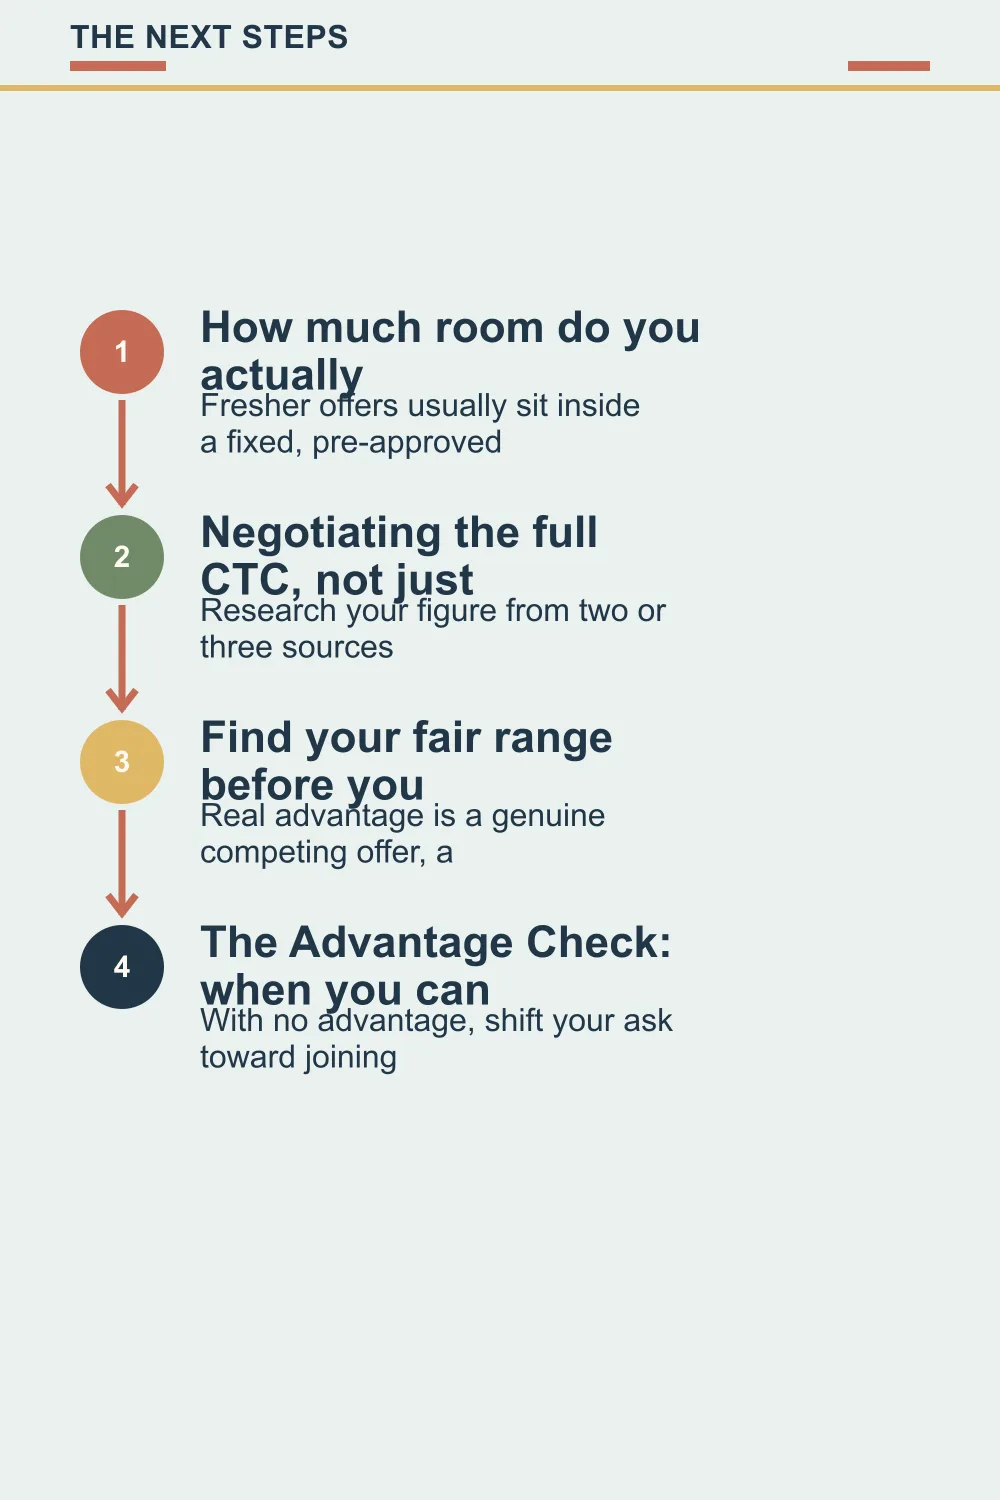 THE NEXT STEPS
1
How much room do you
actually
Fresher offers usually sit inside
a fixed, pre-approved
2
Negotiating the full
CTC, not just
Research your figure from two or
three sources
3
Find your fair range
before you
Real advantage is a genuine
competing offer, a
4
The Advantage Check:
when you can
With no advantage, shift your ask
toward joining